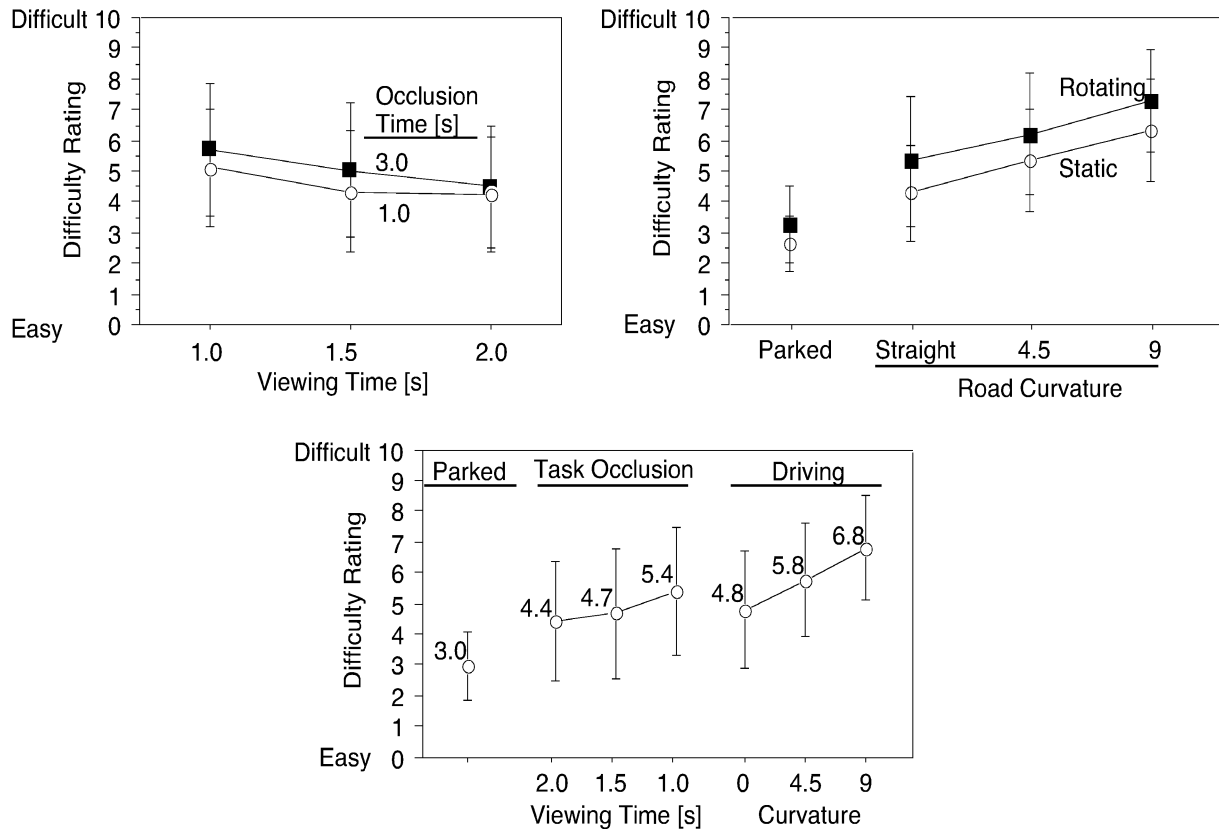 Difficult 10
9
8
7
6
5
4
3
2
1
Easy 0
Difficulty Rating
Occlusion
Time [s]
3.0
1.0
1.0 1.5 2.0
Viewing Time [s]
Difficult 10
9
8
7
6
5
4
3
2
1
Easy 0
Difficulty Rating
Rotating
Static
Parked Straight 4.5 9
Road Curvature
Difficult 10
9
8
7
6
5
4
3
2
1
Easy 0
Difficulty Rating
Parked Task Occlusion Driving
3.0
4.4 4.7 5.4
4.8 5.8 6.8
2.0 1.5 1.0 0 4.5 9
Viewing Time [s] Curvature